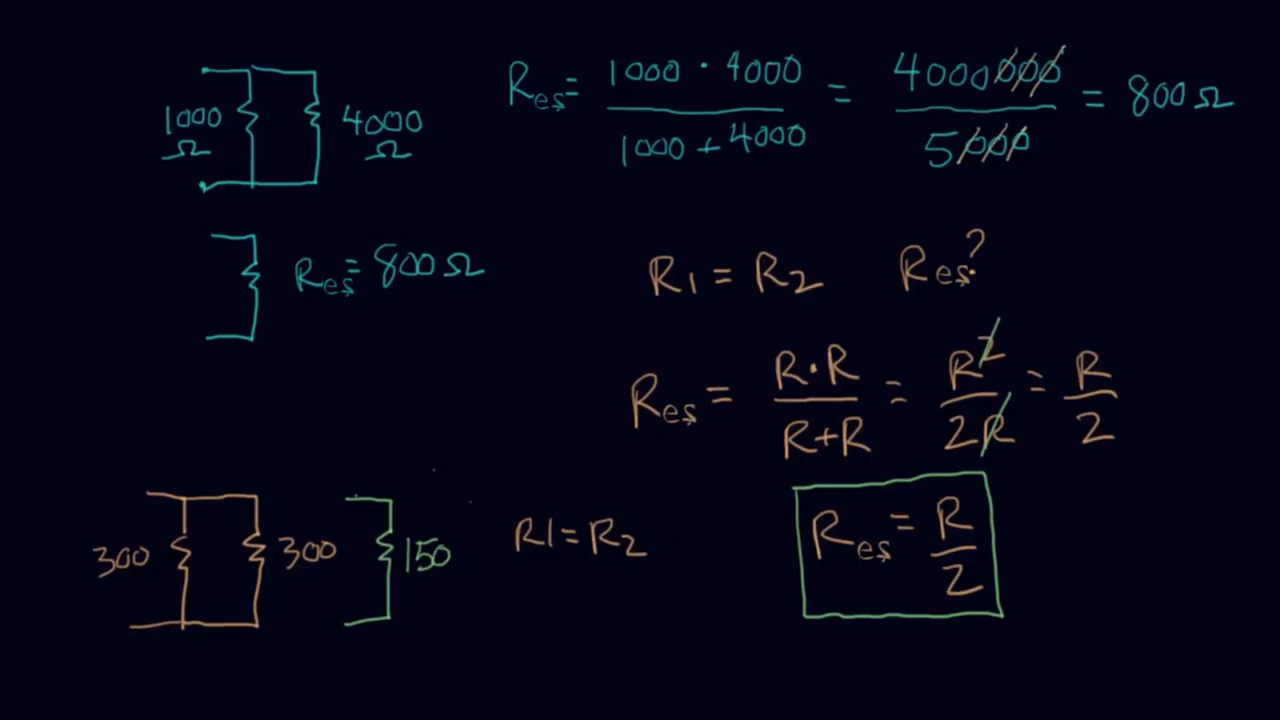 1000 Ω
4000 Ω
Res = 1000 · 4000 / 1000 + 4000 = 4000000 / 5000 = 800 Ω
Res = 800 Ω
R1 = R2 Res?
Res = R·R / R+R = R² / 2R = R / 2
300
300
150
R1 = R2
Res = R / 2